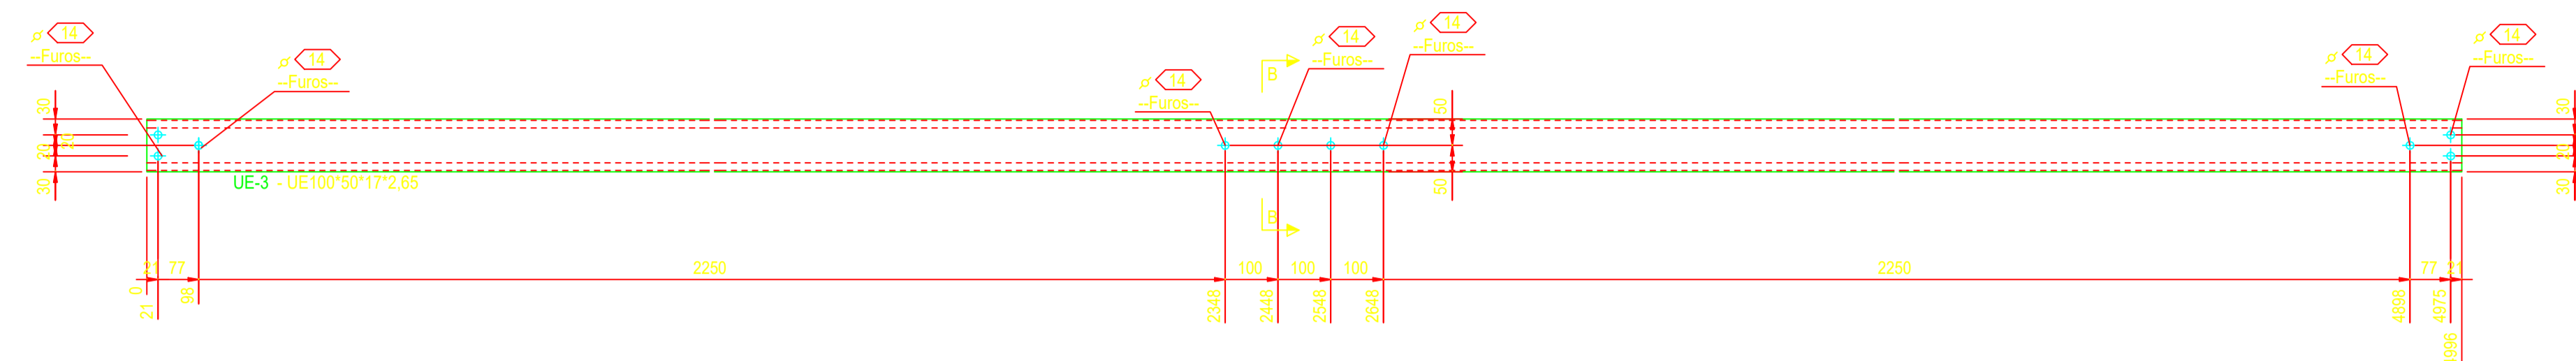 ⌀ 14
--Furos--
⌀ 14
--Furos--
⌀ 14
--Furos--
⌀ 14
--Furos--
⌀ 14
--Furos--
⌀ 14
--Furos--
⌀ 14
--Furos--
B
B
30
20
20
30
50
50
30
30
UE-3 - UE100*50*17*2,65
21 77 2250 100 100 100 2250 77 21
0
21
98
2348
2448
2548
2648
4898
4975
4996